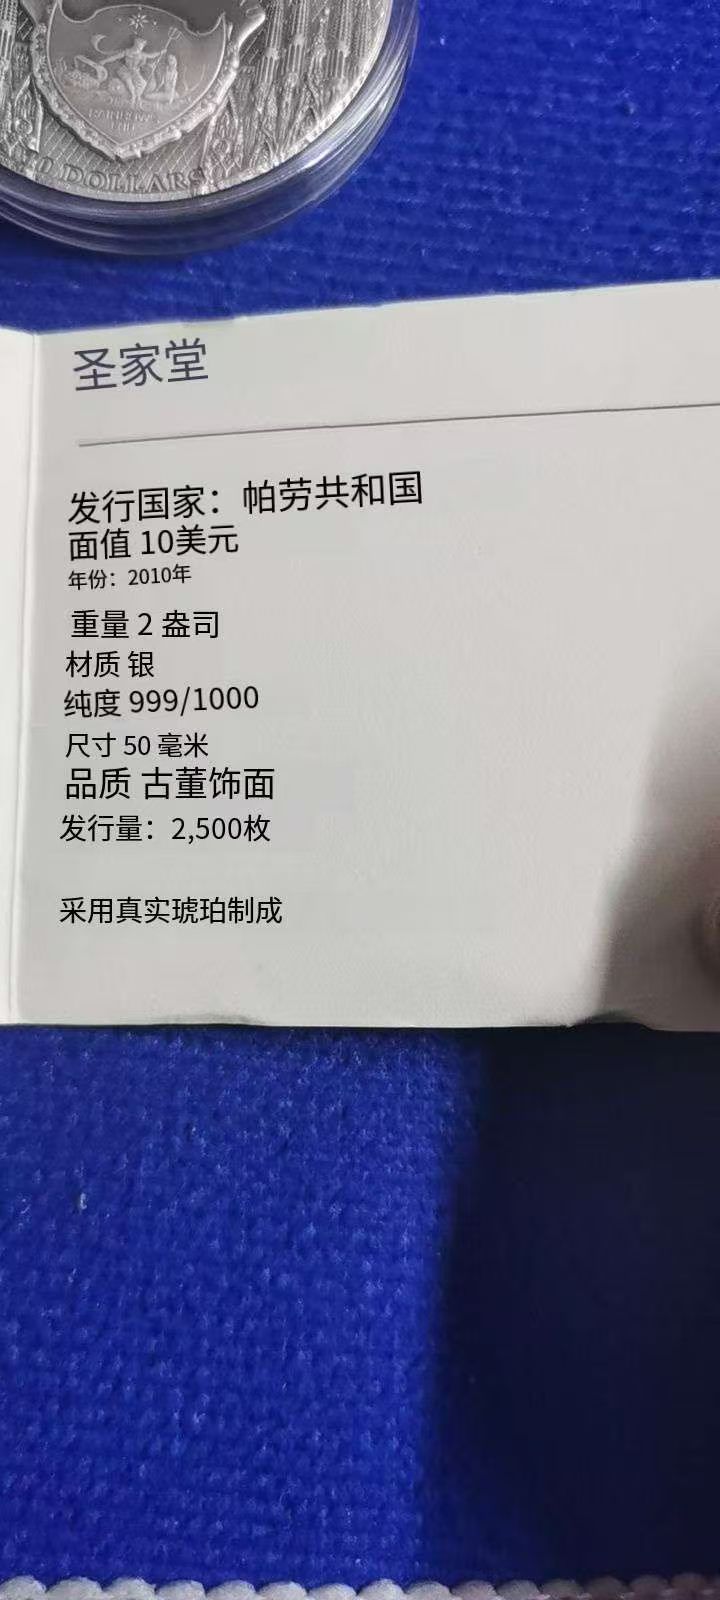 10 DOLLARS
圣家堂
发行国家：帕劳共和国
面值 10美元
年份：2010年
重量 2 盎司
材质 银
纯度 999/1000
尺寸 50 毫米
品质 古董饰面
发行量：2,500枚
采用真实琥珀制成